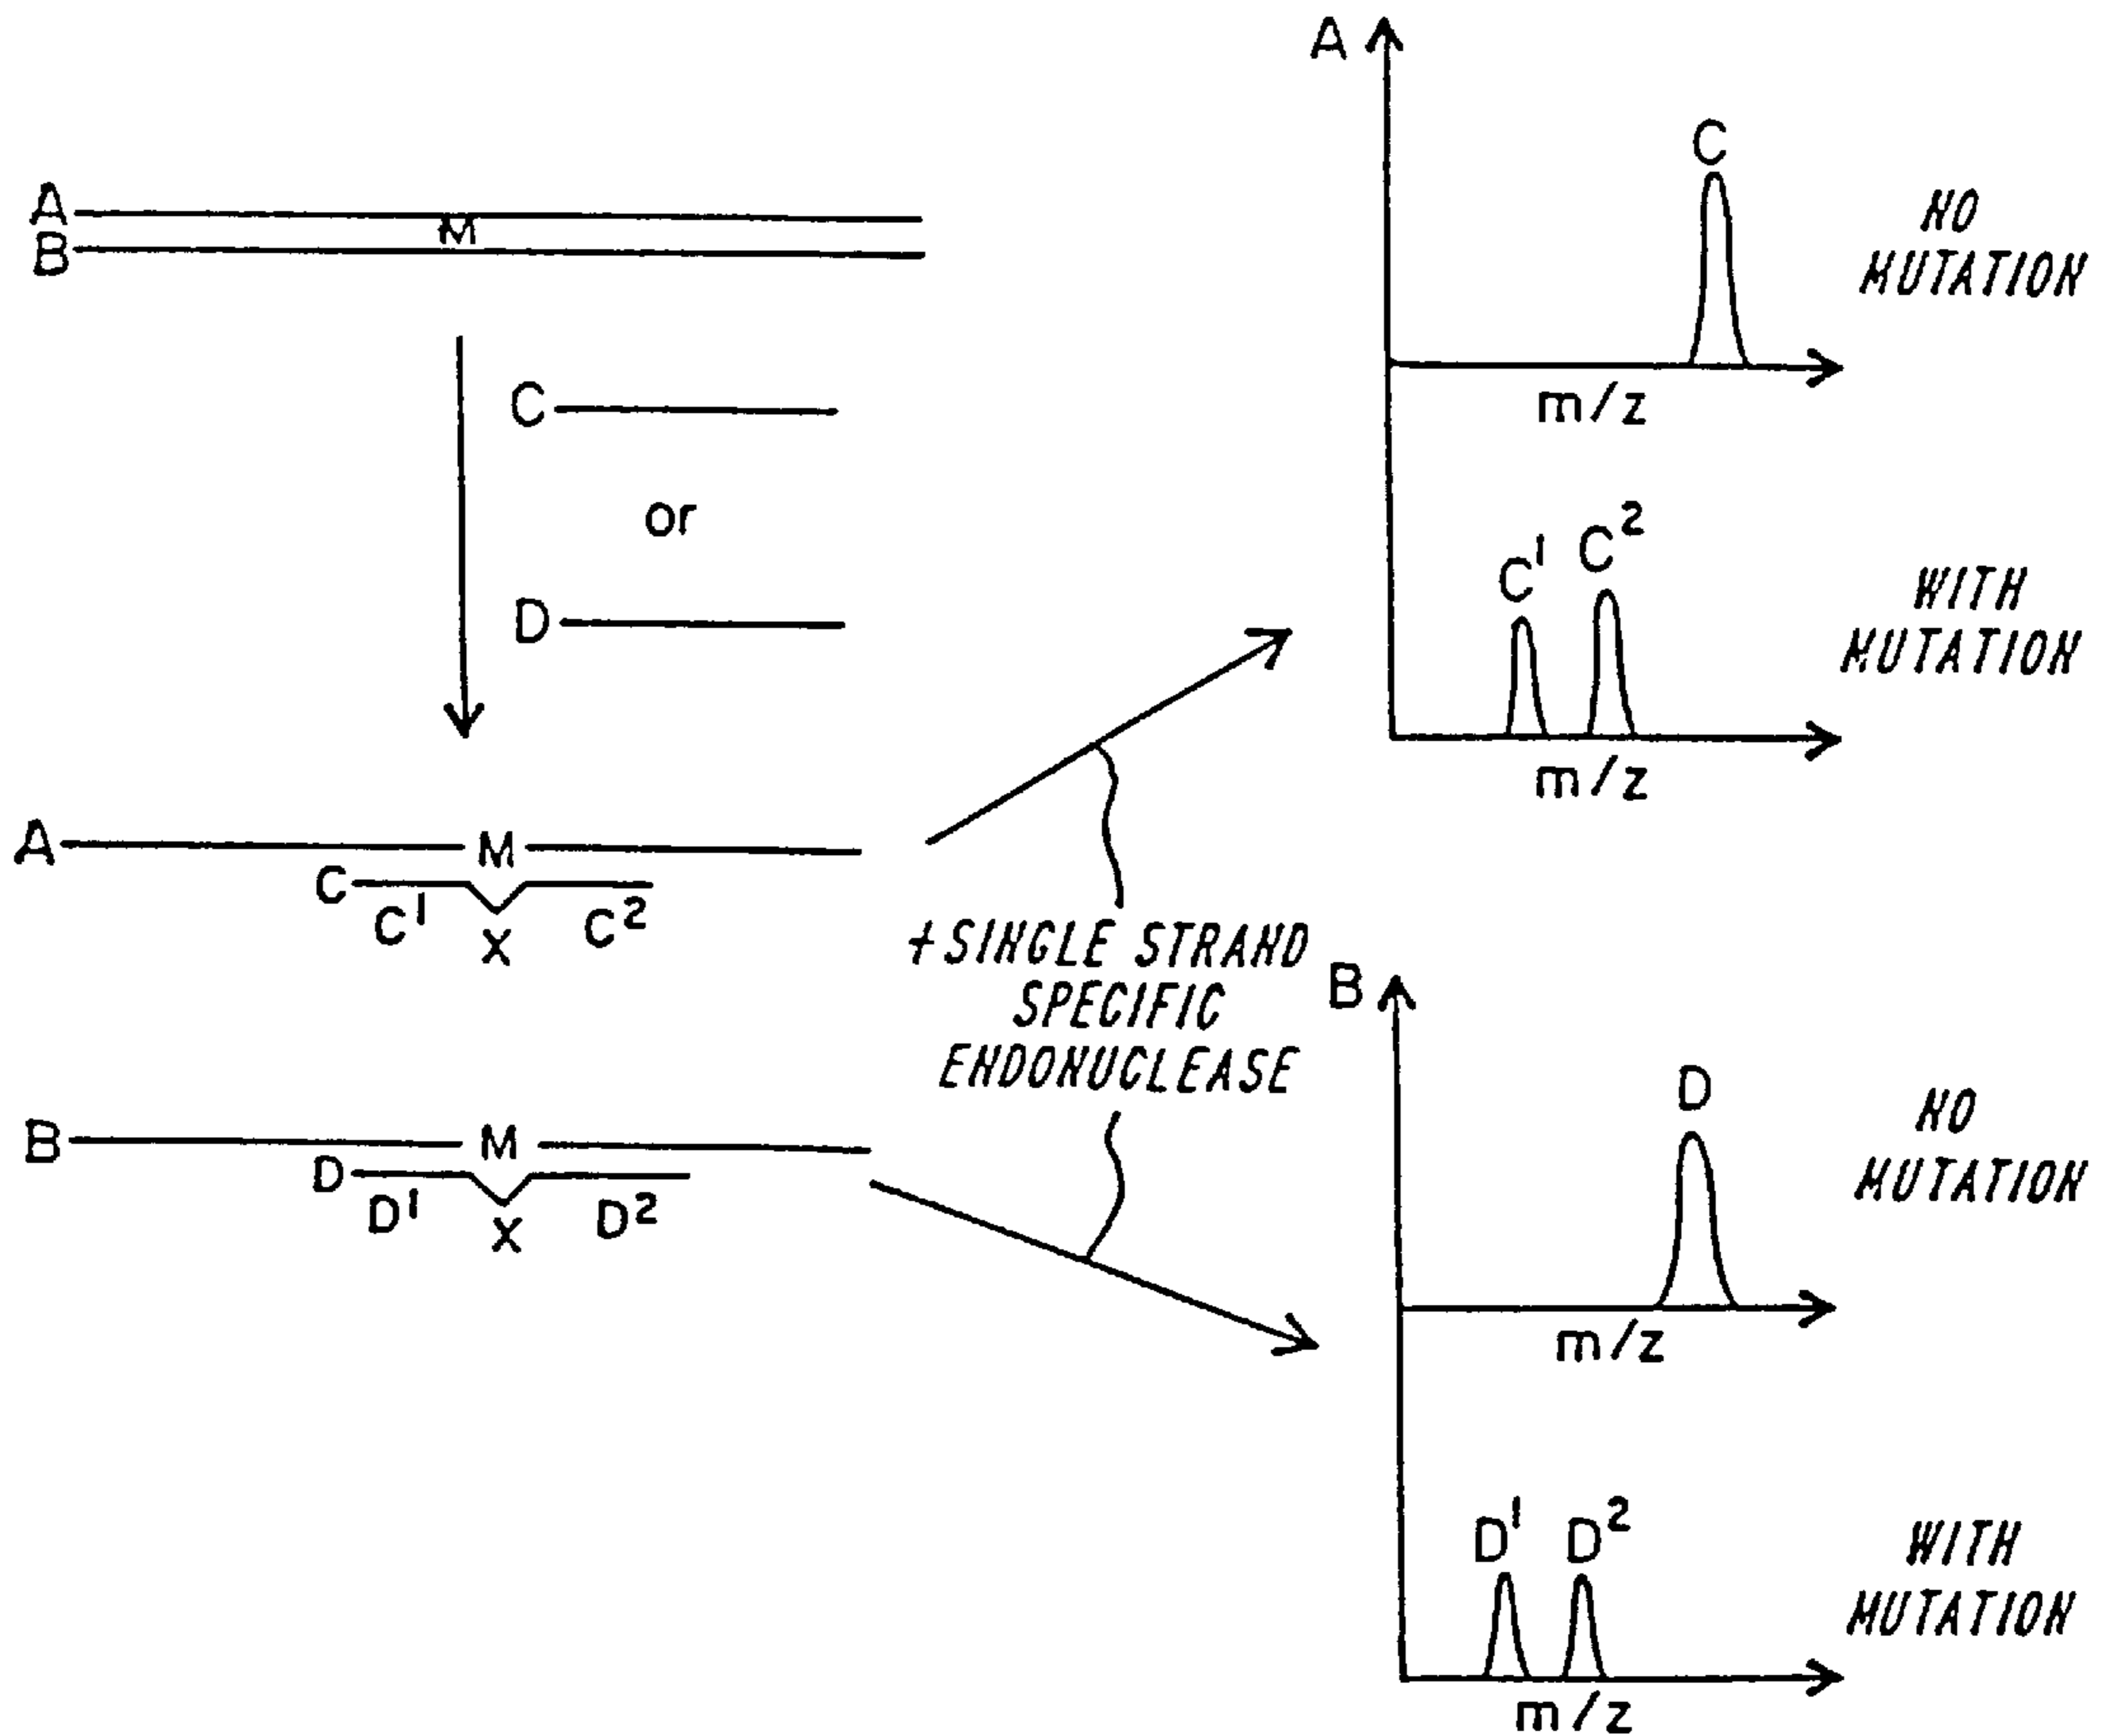 A
M
B
C
or
D
A M
C
C¹ C²
X
B M
D
D¹ D²
X
+SINGLE STRAND
SPECIFIC
ENDONUCLEASE
A
C
NO
MUTATION
m/z
C¹ C²
WITH
MUTATION
m/z
B
D
NO
MUTATION
m/z
D¹ D²
WITH
MUTATION
m/z